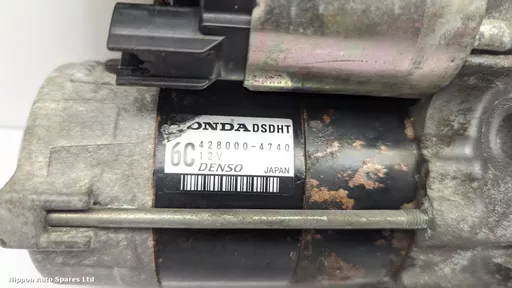 HONDA DSDHT
6C 428000-4740
12V
DENSO JAPAN
Nippon Auto Spares Ltd